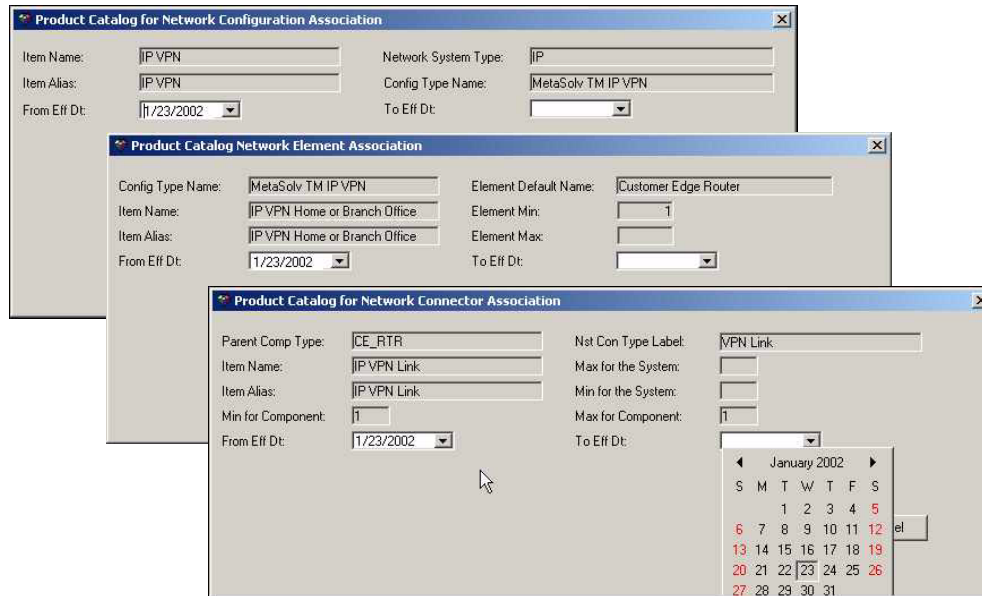 Product Catalog for Network Configuration Association
Item Name: IP VPN Network System Type: IP
Item Alias: IP VPN Config Type Name: MetaSolv TM IP VPN
From Eff Dt: 1/23/2002 To Eff Dt:
Product Catalog Network Element Association
Config Type Name: MetaSolv TM IP VPN Element Default Name: Customer Edge Router
Item Name: IP VPN Home or Branch Office Element Min: 1
Item Alias: IP VPN Home or Branch Office Element Max:
From Eff Dt: 1/23/2002 To Eff Dt:
Product Catalog for Network Connector Association
Parent Comp Type: CE_RTR Nst Con Type Label: VPN Link
Item Name: IP VPN Link Max for the System:
Item Alias: IP VPN Link Min for the System:
Min for Component: 1 Max for Component: 1
From Eff Dt: 1/23/2002 To Eff Dt:
January 2002
S M T W T F S
1 2 3 4 5
6 7 8 9 10 11 12
el
13 14 15 16 17 18 19
20 21 22 23 24 25 26
27 28 29 30 31